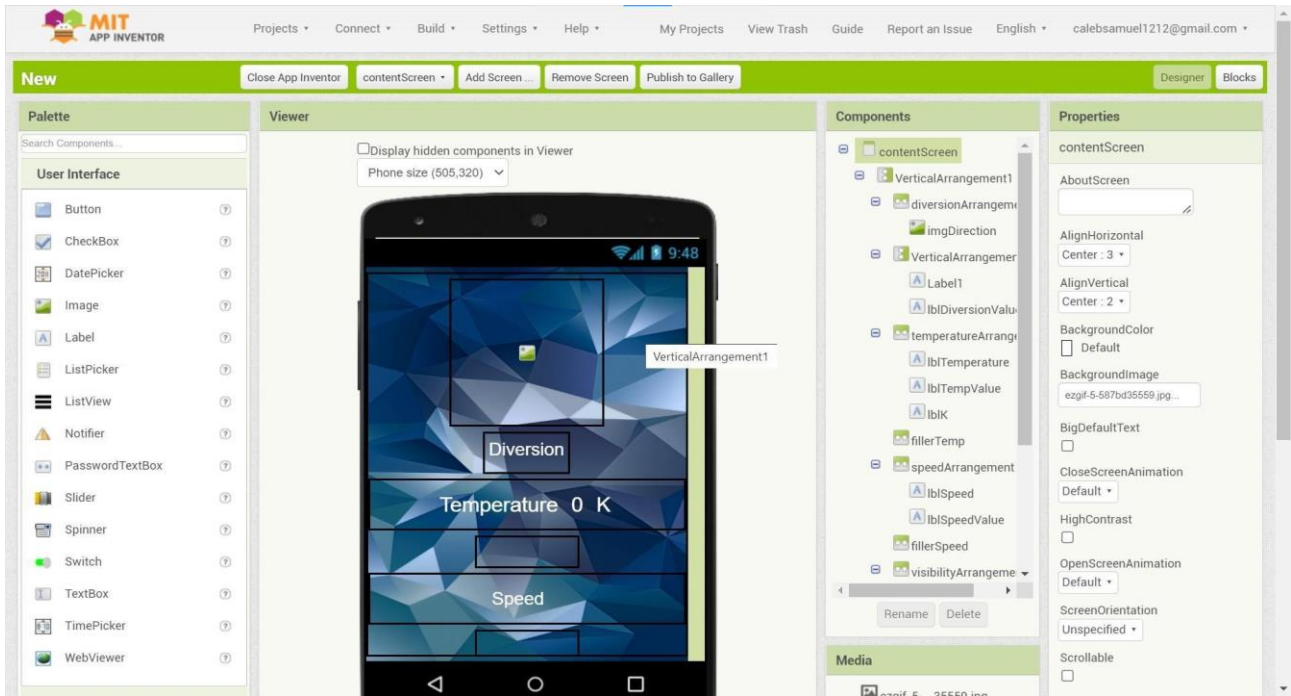 MIT
APP INVENTOR
Projects Connect Build Settings Help My Projects View Trash Guide Report an Issue English calebsamuel1212@gmail.com
New Close App Inventor contentScreen Add Screen ... Remove Screen Publish to Gallery Designer Blocks
Palette
Search Components...
User Interface
Button
CheckBox
DatePicker
Image
Label
ListPicker
ListView
Notifier
PasswordTextBox
Slider
Spinner
Switch
TextBox
TimePicker
WebViewer
Viewer
Display hidden components in Viewer
Phone size (505,320)
9:48
VerticalArrangement1
Diversion
Temperature 0 K
Speed
Components
contentScreen
VerticalArrangement1
diversionArrangeme
imgDirection
VerticalArrangemer
Label1
lblDiversionValu
temperatureArrange
lblTemperature
lblTempValue
lblK
fillerTemp
speedArrangement
lblSpeed
lblSpeedValue
fillerSpeed
visibilityArrangeme
Rename Delete
Media
Properties
contentScreen
AboutScreen
AlignHorizontal
Center : 3
AlignVertical
Center : 2
BackgroundColor
Default
BackgroundImage
ezgif-5-587bd35559.jpg...
BigDefaultText
CloseScreenAnimation
Default
HighContrast
OpenScreenAnimation
Default
ScreenOrientation
Unspecified
Scrollable